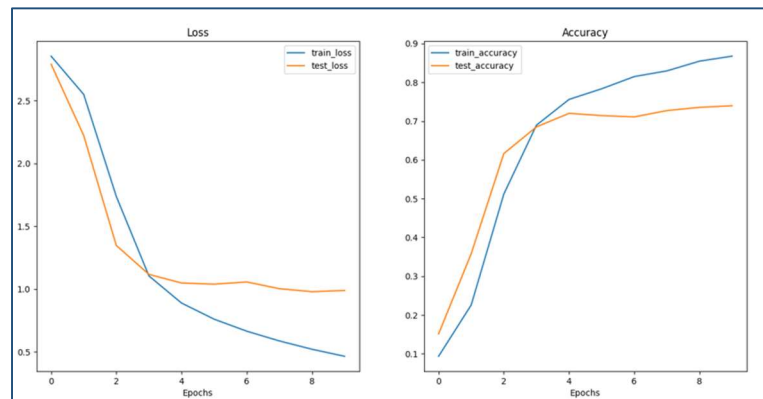 Loss
train_loss
test_loss
2.5
2.0
1.5
1.0
0.5
0 2 4 6 8
Epochs
Accuracy
train_accuracy
test_accuracy
0.9
0.8
0.7
0.6
0.5
0.4
0.3
0.2
0.1
0 2 4 6 8
Epochs